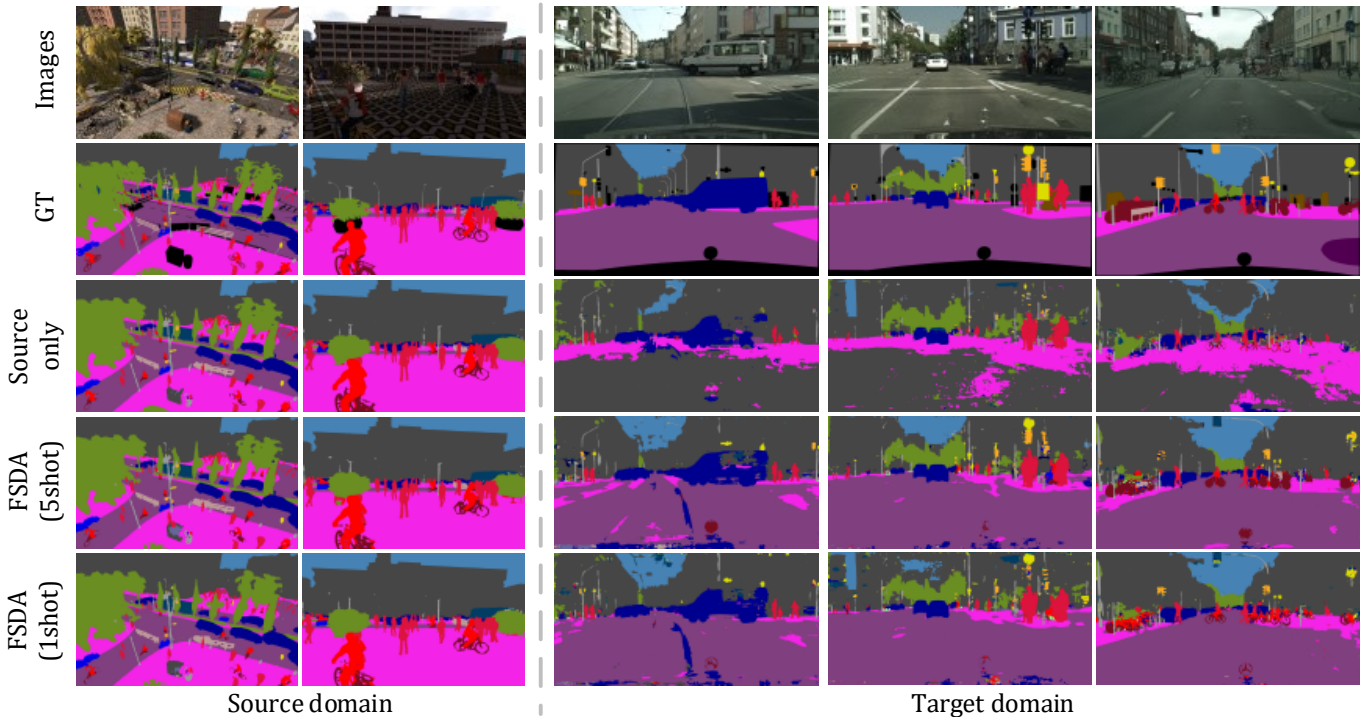 Images
GT
Source
only
FSDA
(5shot)
FSDA
(1shot)
Source domain
Target domain